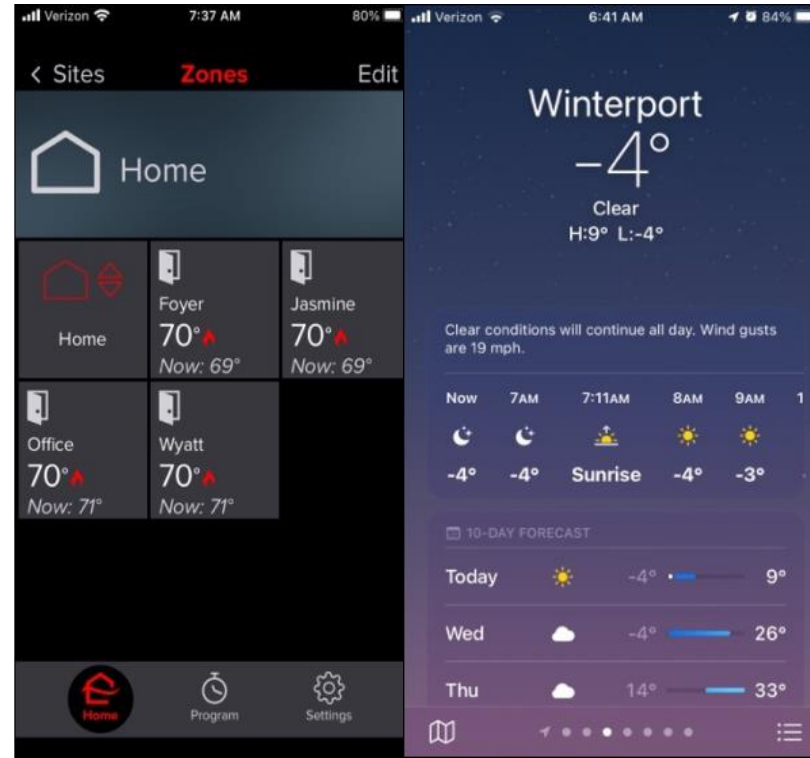 Verizon 7:37 AM 80%
< Sites Zones Edit
Home
Home
Foyer
70°
Now: 69°
Jasmine
70°
Now: 69°
Office
70°
Now: 71°
Wyatt
70°
Now: 71°
Home Program Settings
Verizon 6:41 AM 84%
Winterport
-4°
Clear
H:9° L:-4°
Clear conditions will continue all day. Wind gusts
are 19 mph.
Now 7AM 7:11AM 8AM 9AM 1
-4° -4° Sunrise -4° -3°
10-DAY FORECAST
Today -4° 9°
Wed -4° 26°
Thu 14° 33°